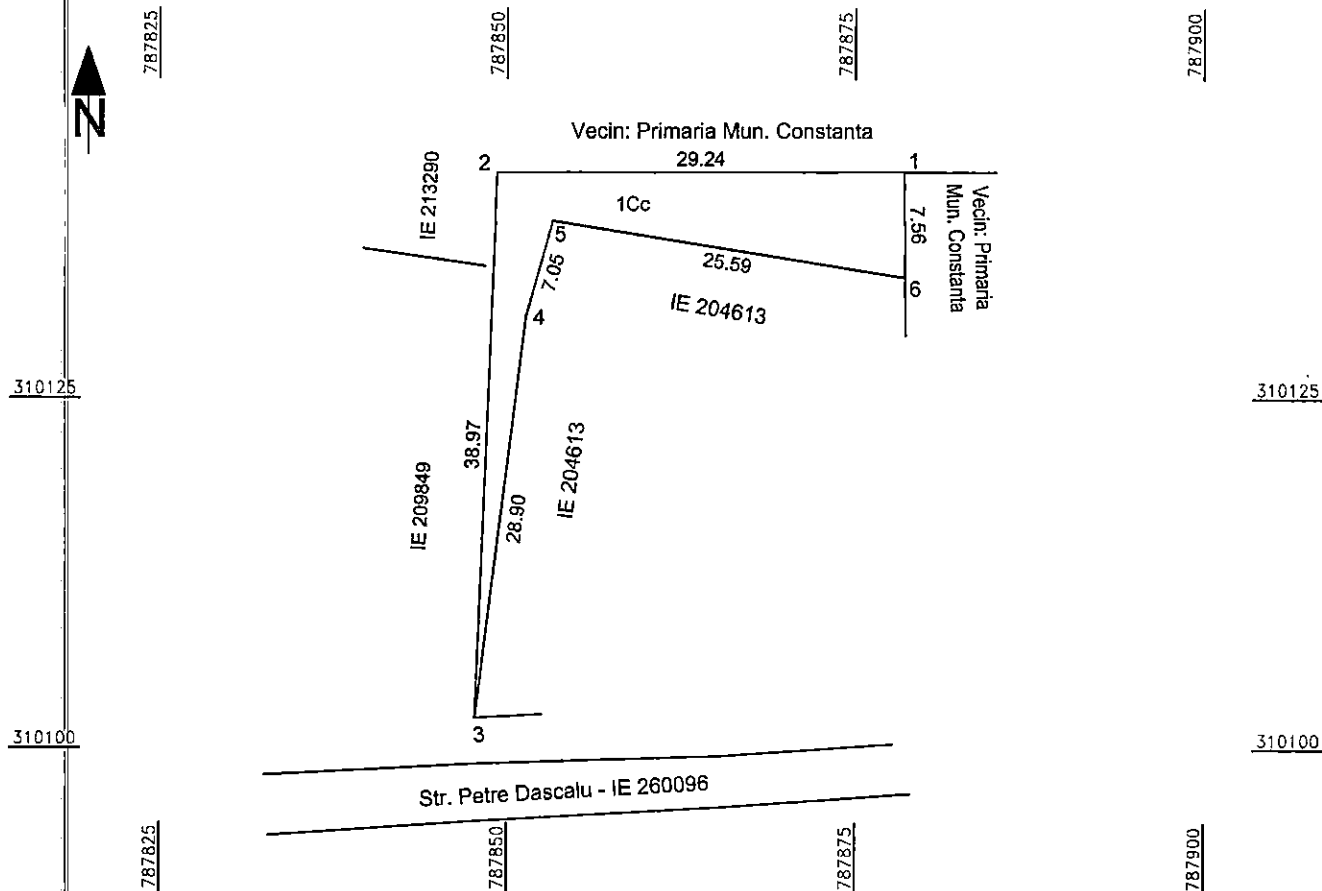 787825
787850
787875
787900
N
Vecin: Primaria Mun. Constanta
2
29.24
1
IE 213290
1Cc
7.56
Vecin: Primaria
Mun. Constanta
5
25.59
7.05
6
IE 204613
4
310125
310125
38.97
IE 204613
IE 209849
28.90
3
310100
310100
Str. Petre Dascalu - IE 260096
787825
787850
787875
787900